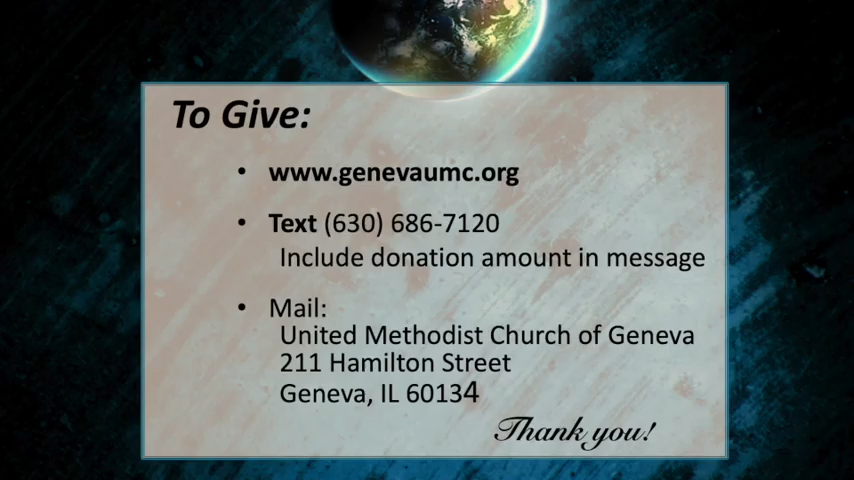 To Give:
• www.genevaumc.org
• Text (630) 686-7120
Include donation amount in message
• Mail:
United Methodist Church of Geneva
211 Hamilton Street
Geneva, IL 60134
Thank you!